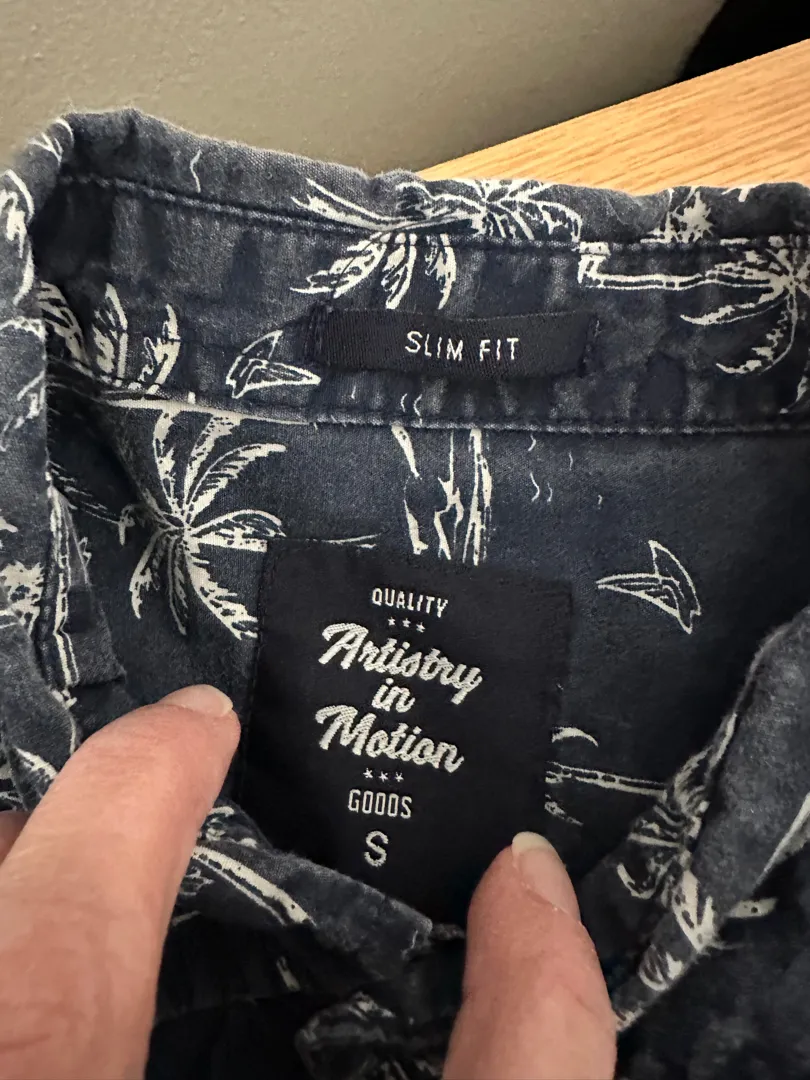 SLIM FIT
QUALITY
Artistry
in
Motion
GOODS
S